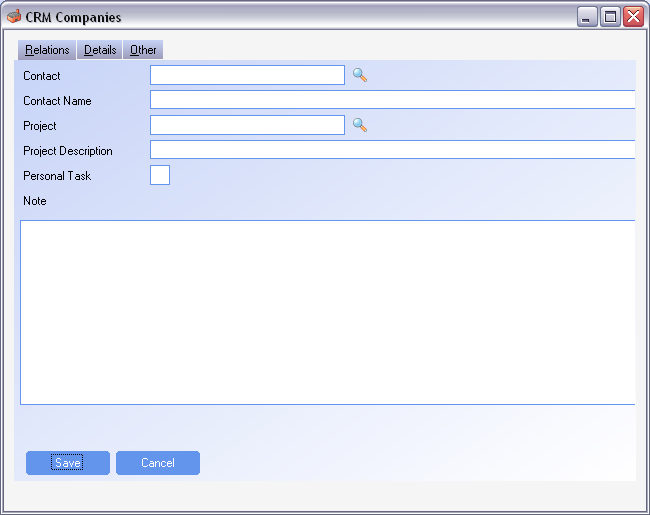 CRM Companies
Relations Details Other
Contact
Contact Name
Project
Project Description
Personal Task
Note
Save Cancel